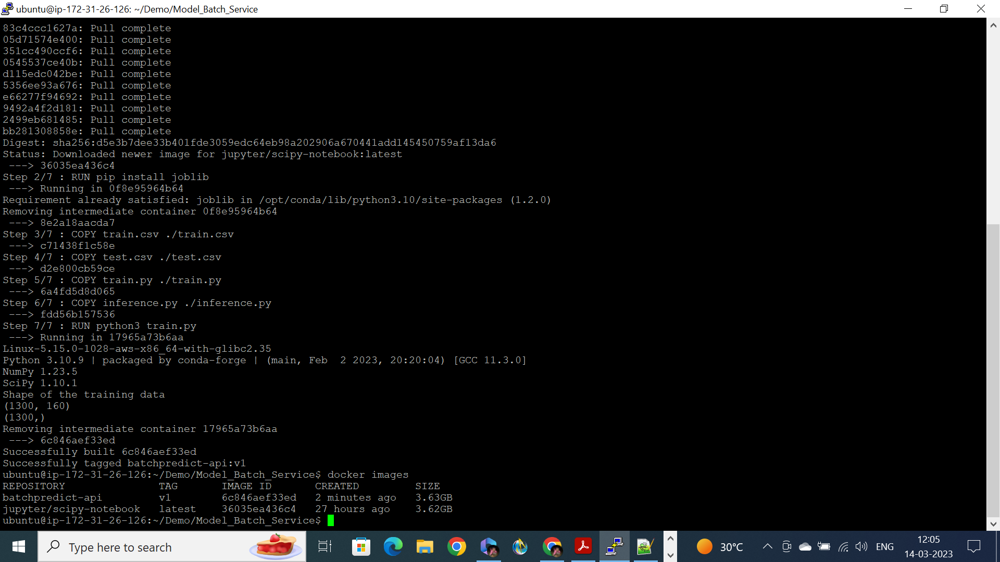 ubuntu@ip-172-31-26-126: ~/Demo/Model_Batch_Service
83c4ccc1627a: Pull complete
05d71574e400: Pull complete
351cc490ccf6: Pull complete
0545537ce40b: Pull complete
d115edc042be: Pull complete
5356ee93a676: Pull complete
e66277f94692: Pull complete
9492a4f2d181: Pull complete
2499eb681485: Pull complete
bb281308858e: Pull complete
Digest: sha256:d5e3b7dee33b401fde3059edc64eb98a202906a670441add145450759af13da6
Status: Downloaded newer image for jupyter/scipy-notebook:latest
---> 36035ea436c4
Step 2/7 : RUN pip install joblib
---> Running in 0f8e95964b64
Requirement already satisfied: joblib in /opt/conda/lib/python3.10/site-packages (1.2.0)
Removing intermediate container 0f8e95964b64
---> 8e2a18aacda7
Step 3/7 : COPY train.csv ./train.csv
---> c71438f1c58e
Step 4/7 : COPY test.csv ./test.csv
---> d2e800cb59ce
Step 5/7 : COPY train.py ./train.py
---> 6a4fd5d8d065
Step 6/7 : COPY inference.py ./inference.py
---> fdd56b157536
Step 7/7 : RUN python3 train.py
---> Running in 17965a73b6aa
Linux-5.15.0-1028-aws-x86_64-with-glibc2.35
Python 3.10.9 | packaged by conda-forge | (main, Feb  2 2023, 20:20:04) [GCC 11.3.0]
NumPy 1.23.5
SciPy 1.10.1
Shape of the training data
(1300, 160)
(1300,)
Removing intermediate container 17965a73b6aa
---> 6c846aef33ed
Successfully built 6c846aef33ed
Successfully tagged batchpredict-api:v1
ubuntu@ip-172-31-26-126:~/Demo/Model_Batch_Service$ docker images
REPOSITORY TAG IMAGE ID CREATED SIZE
batchpredict-api v1 6c846aef33ed 2 minutes ago 3.63GB
jupyter/scipy-notebook latest 36035ea436c4 27 hours ago 3.62GB
ubuntu@ip-172-31-26-126:~/Demo/Model_Batch_Service$
Type here to search
30°C
ENG
12:05
14-03-2023